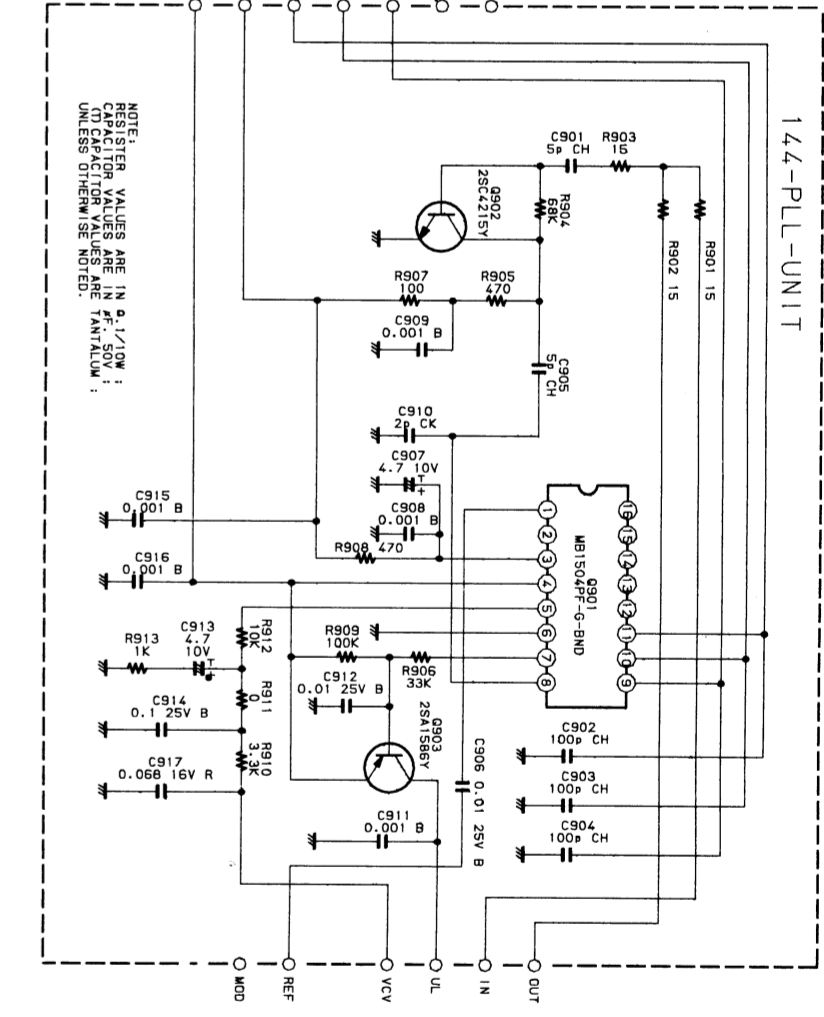 144-PLL-UNIT
NOTE;
RESISTER VALUES ARE IN Ω.1/10W ;
CAPACITOR VALUES ARE IN μF. 50V ;
(T) CAPACITOR VALUES ARE TANTALUM ;
UNLESS OTHERWISE NOTED.
C901
5p CH
R903
15
R904
68K
Q902
2SC4215Y
R901 15
R902 15
R907
100
R905
470
C909
0.001 B
C905
5p CH
C910
2p CK
C907
4.7 10V
T
+
C908
0.001 B
R908 470
C915
0.001 B
C916
0.001 B
Q901
MB1504PF-G-BND
1
2
3
4
5
6
7
8
16
15
14
13
12
11
10
9
R913
1K
C913
4.7
10V
T
R912
10K
R911
0
R910
3.3K
C914
0.1 25V B
C917
0.068 16V R
R909
100K
R906
33K
C912
0.01 25V B
Q903
2SA1586Y
C906 0.01 25V B
C911
0.001 B
C902
100p CH
C903
100p CH
C904
100p CH
MOD
REF
VCV
UL
IN
OUT